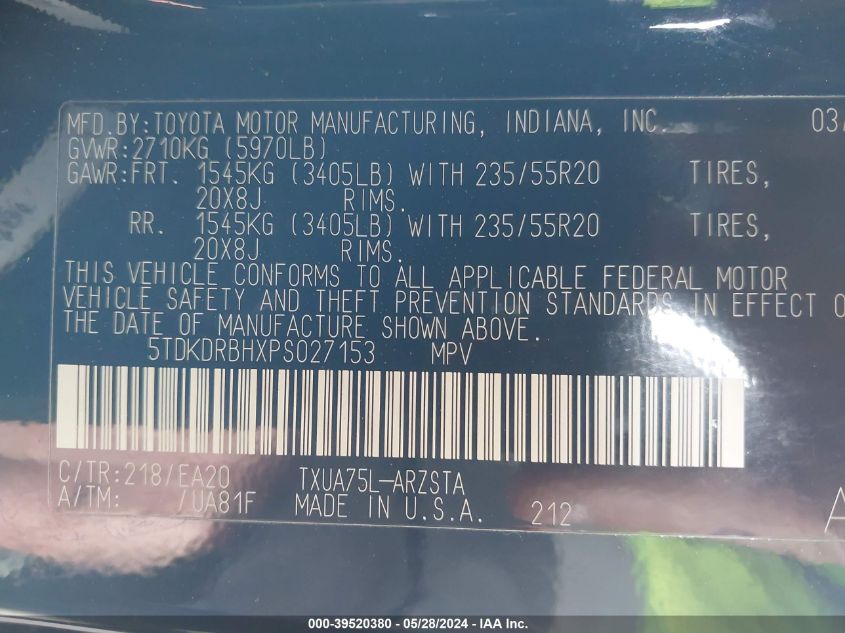 MFD.BY:TOYOTA MOTOR MANUFACTURING, INDIANA, INC. 03/
GVWR:2710KG (5970LB)
GAWR:FRT. 1545KG (3405LB) WITH 235/55R20 TIRES,
20X8J RIMS.
RR. 1545KG (3405LB) WITH 235/55R20 TIRES,
20X8J RIMS.
THIS VEHICLE CONFORMS TO ALL APPLICABLE FEDERAL MOTOR
VEHICLE SAFETY AND THEFT PREVENTION STANDARDS IN EFFECT O
THE DATE OF MANUFACTURE SHOWN ABOVE.
5TDKDRBHXPS027153 MPV
C/TR:218/EA20 TXUA75L-ARZSTA
A/TM: /UA81F MADE IN U.S.A. 212 A
000-39520380 - 05/28/2024 - IAA Inc.